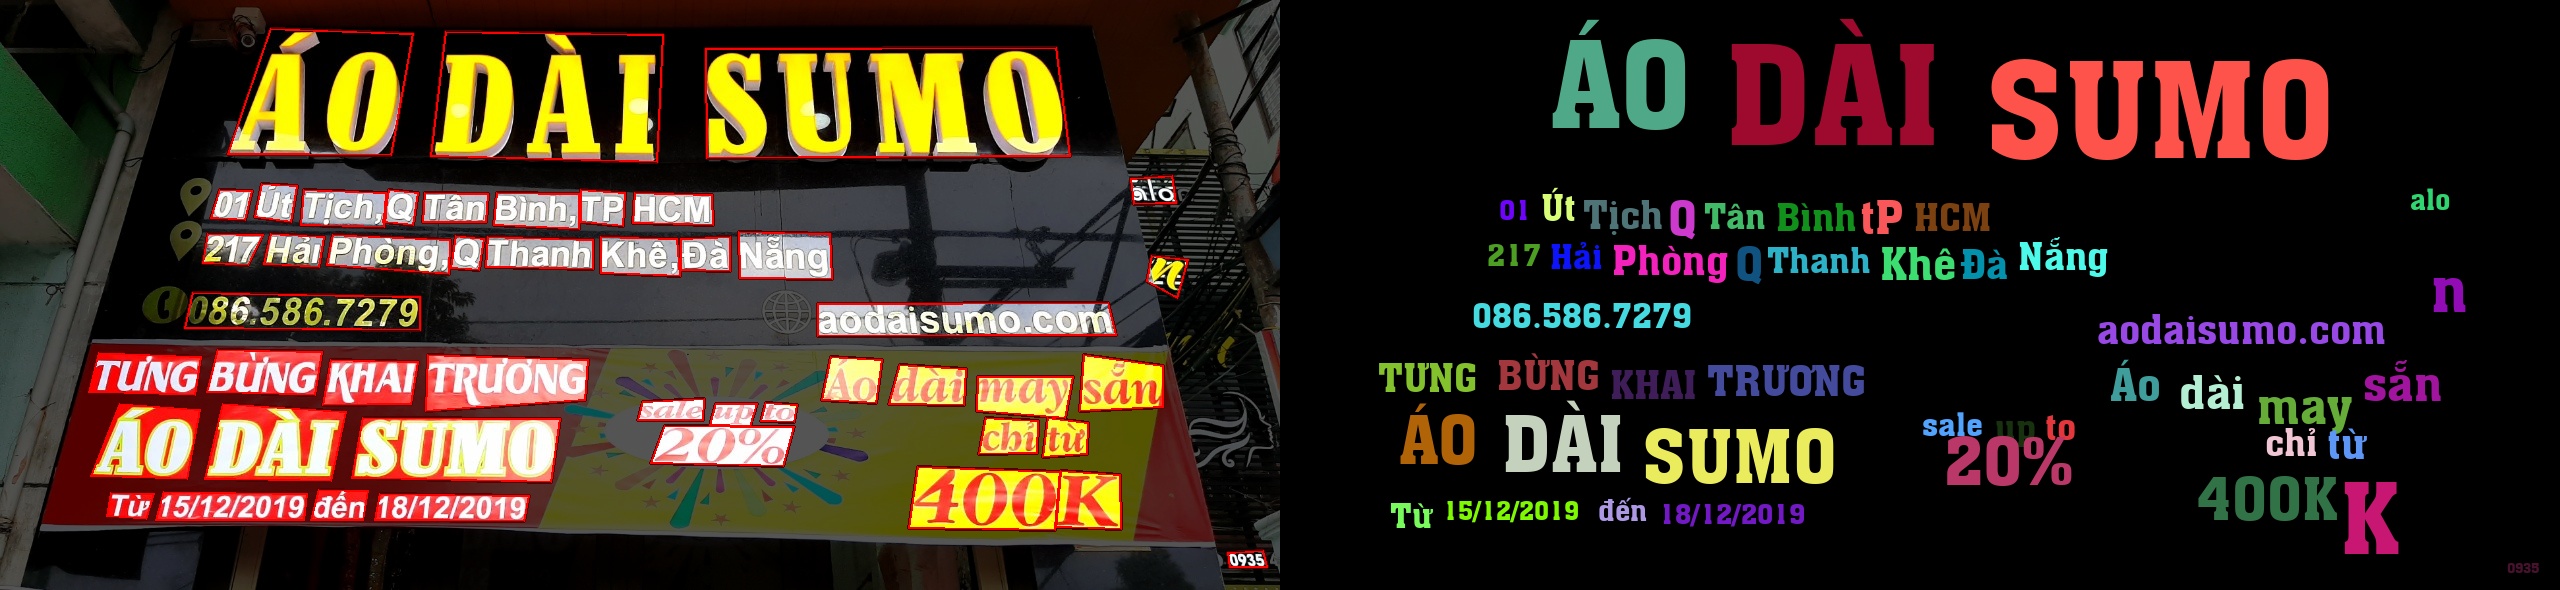 ÁO DÀI SUMO
01 Út Tịch, Q Tân Bình, TP HCM
217 Hải Phòng, Q Thanh Khê, Đà Nẵng
086.586.7279
aodaisumo.com
alo
n
TƯNG BỪNG KHAI TRƯƠNG
ÁO DÀI SUMO
Từ 15/12/2019 đến 18/12/2019
sale up to
20%
Áo dài may sẵn
chỉ từ
400K
0935
ÁO DÀI SUMO
01 Út Tịch Q Tân Bình tP HCM
alo
217 Hải Phòng Q Thanh Khê Đà Nẵng
n
086.586.7279
aodaisumo.com
TƯNG BỪNG KHAI TRƯƠNG
ÁO DÀI SUMO
Từ 15/12/2019 đến 18/12/2019
sale up to
20%
Áo dài may sẵn
chỉ từ
400K K
0935